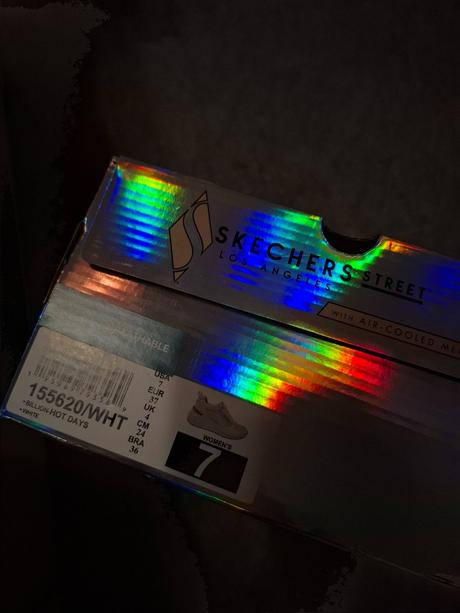 SKECHERS STREET
LOS ANGELES
WITH AIR-COOLED ME
155620/WHT
•BILLION-HOT DAYS
•WHITE
USA
7
EUR
37
UK
4
CM
24
BRA
36
WOMEN'S
7